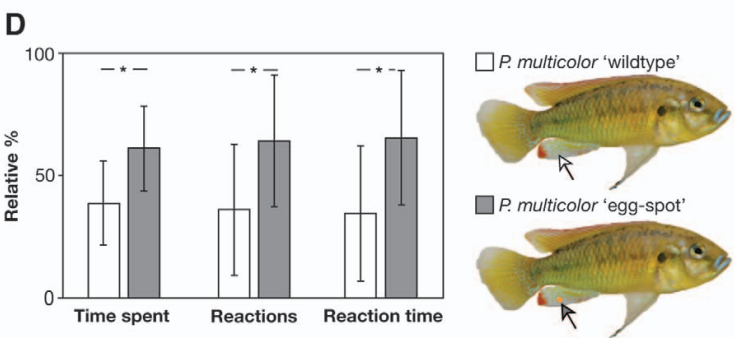 D
100
50
0
Relative %
*
*
*
Time spent
Reactions
Reaction time
P. multicolor ‘wildtype’
P. multicolor ‘egg-spot’